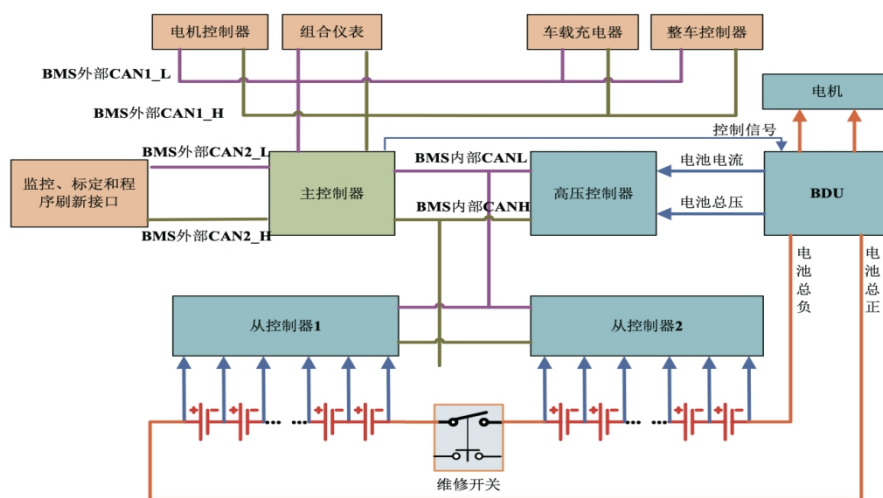 电机控制器
组合仪表
车载充电器
整车控制器
BMS外部CAN1_L
电机
BMS外部CAN1_H
控制信号
BMS外部CAN2_L
BMS内部CANL
电池电流
监控、标定和程
序刷新接口
主控制器
高压控制器
BDU
BMS内部CANH
电池总压
BMS外部CAN2_H
电池总负
电池总正
从控制器1
从控制器2
+ - + - ... ... + - + -
+ - + - ... ... + - + -
维修开关